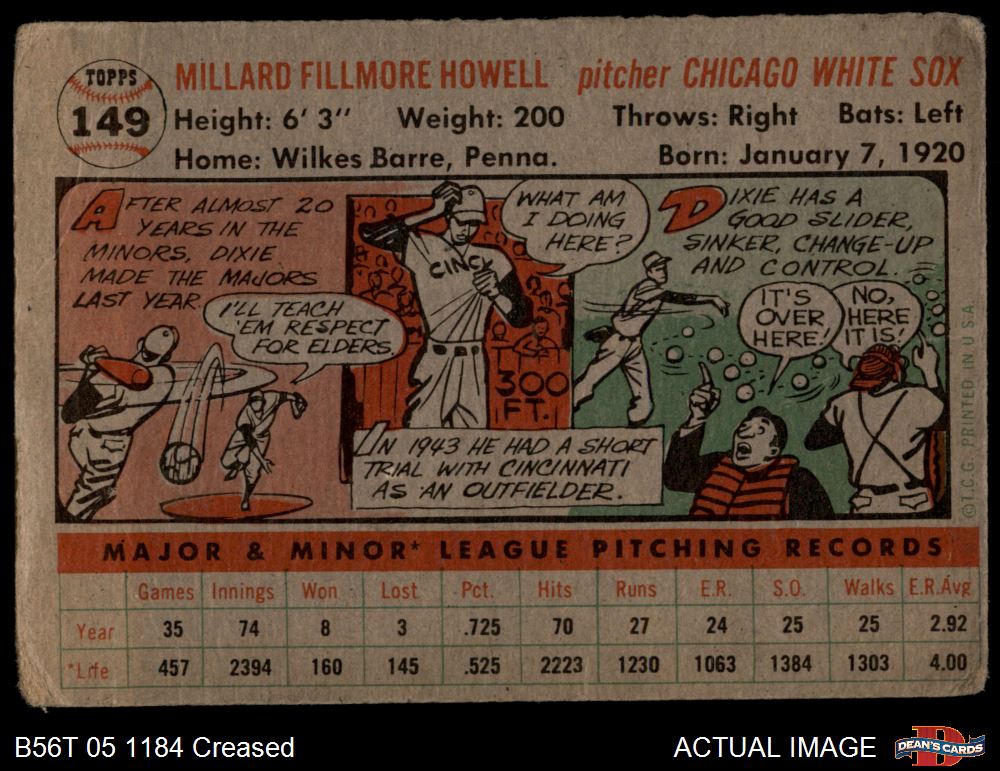 TOPPS
149
MILLARD FILLMORE HOWELL pitcher CHICAGO WHITE SOX
Height: 6' 3" Weight: 200 Throws: Right Bats: Left
Home: Wilkes Barre, Penna. Born: January 7, 1920
AFTER ALMOST 20
YEARS IN THE
MINORS, DIXIE
MADE THE MAJORS
LAST YEAR
I'LL TEACH
'EM RESPECT
FOR ELDERS.
WHAT AM
I DOING
HERE?
CINCY
300
FT.
IN 1943 HE HAD A SHORT
TRIAL WITH CINCINNATI
AS AN OUTFIELDER.
DIXIE HAS A
GOOD SLIDER,
SINKER, CHANGE-UP
AND CONTROL.
IT'S
OVER
HERE!
NO,
HERE
IT IS!
©T.C.G. PRINTED IN U.S.A.
MAJOR & MINOR* LEAGUE PITCHING RECORDS
Games Innings Won Lost Pct. Hits Runs E.R. S.O. Walks E.R.Avg
Year 35 74 8 3 .725 70 27 24 25 25 2.92
*Life 457 2394 160 145 .525 2223 1230 1063 1384 1303 4.00
B56T 05 1184 Creased
ACTUAL IMAGE
D
DEAN'S CARDS